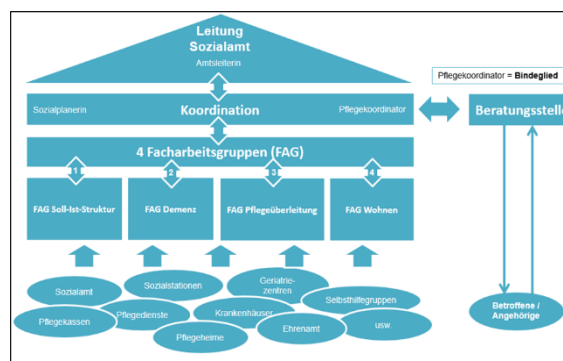 Leitung
Sozialamt
Amtsleiterin
Pflegekoordinator = Bindeglied
Sozialplanerin
Koordination
Pflegekoordinator
Beratungsstelle
4 Facharbeitsgruppen (FAG)
1
2
3
4
FAG Soll-Ist-Struktur
FAG Demenz
FAG Pflegeüberleitung
FAG Wohnen
Sozialamt
Sozialstationen
Geriatrie-
zentren
Selbsthilfegruppen
Pflegekassen
Pflegedienste
Krankenhäuser
Ehrenamt
usw.
Pflegeheime
Betroffene /
Angehörige